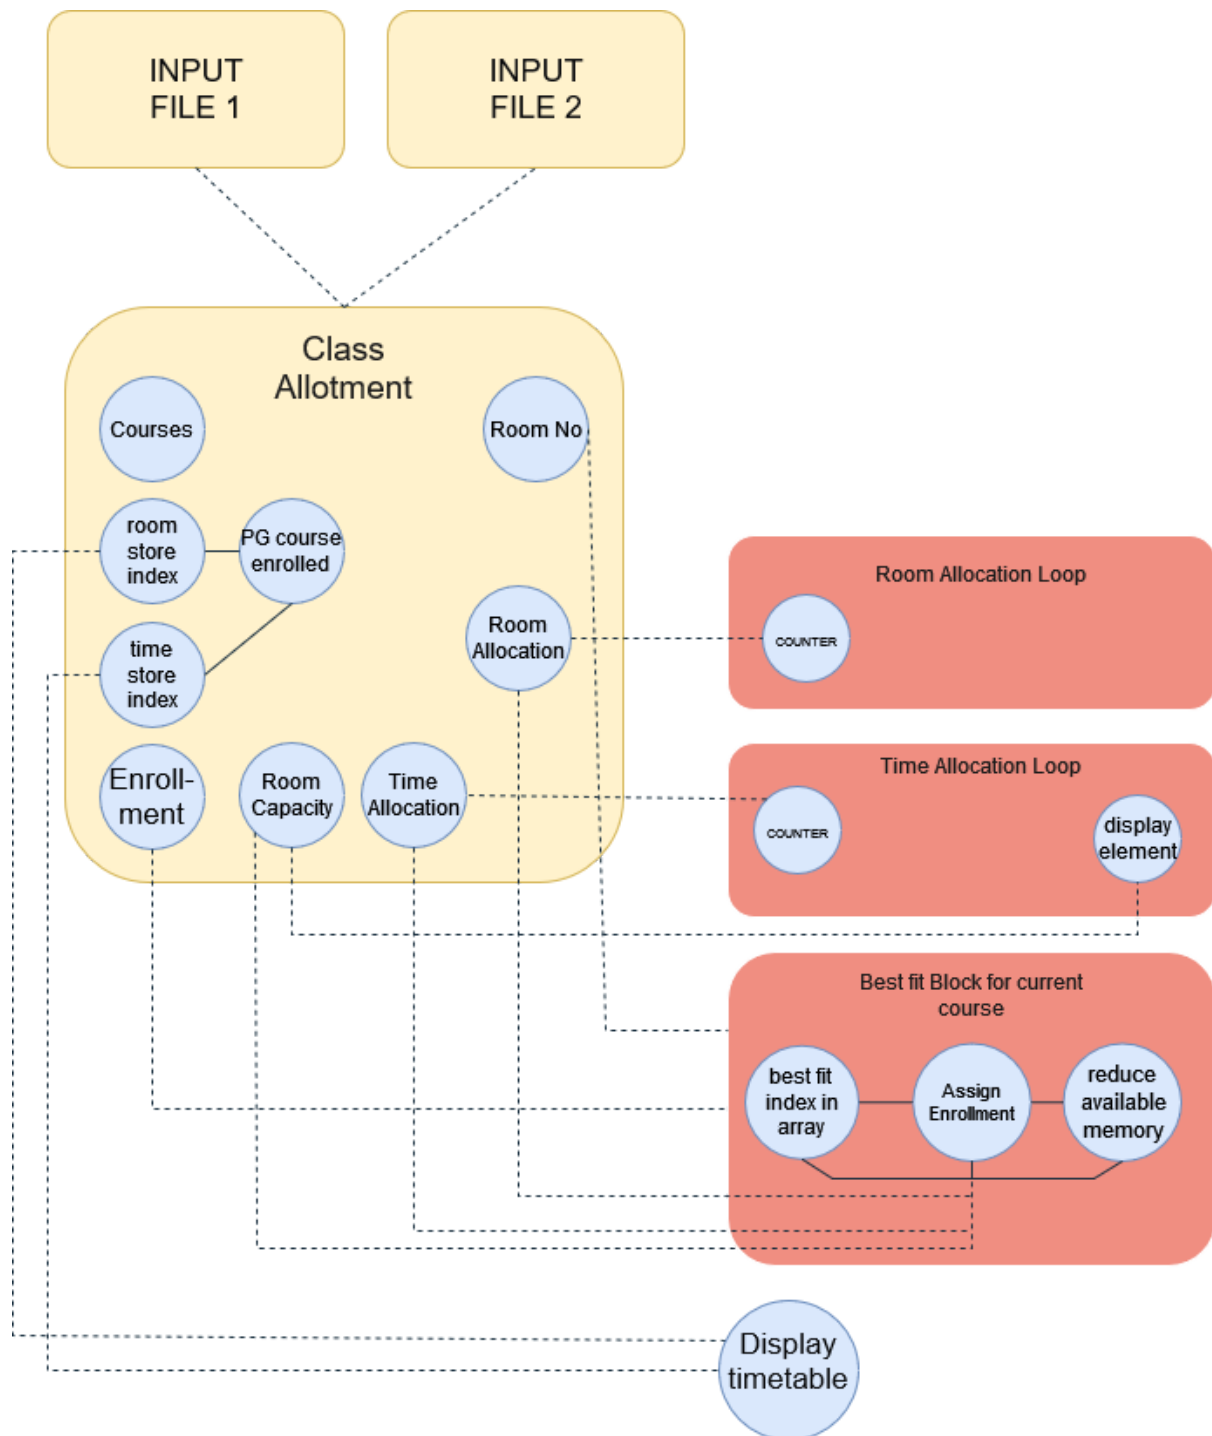 INPUT
FILE 1
INPUT
FILE 2
Class
Allotment
Courses
Room No
room
store
index
PG course
enrolled
time
store
index
Room
Allocation
Enroll-
ment
Room
Capacity
Time
Allocation
Room Allocation Loop
COUNTER
Time Allocation Loop
COUNTER
display
element
Best fit Block for current
course
best fit
index in
array
Assign
Enrollment
reduce
available
memory
Display
timetable